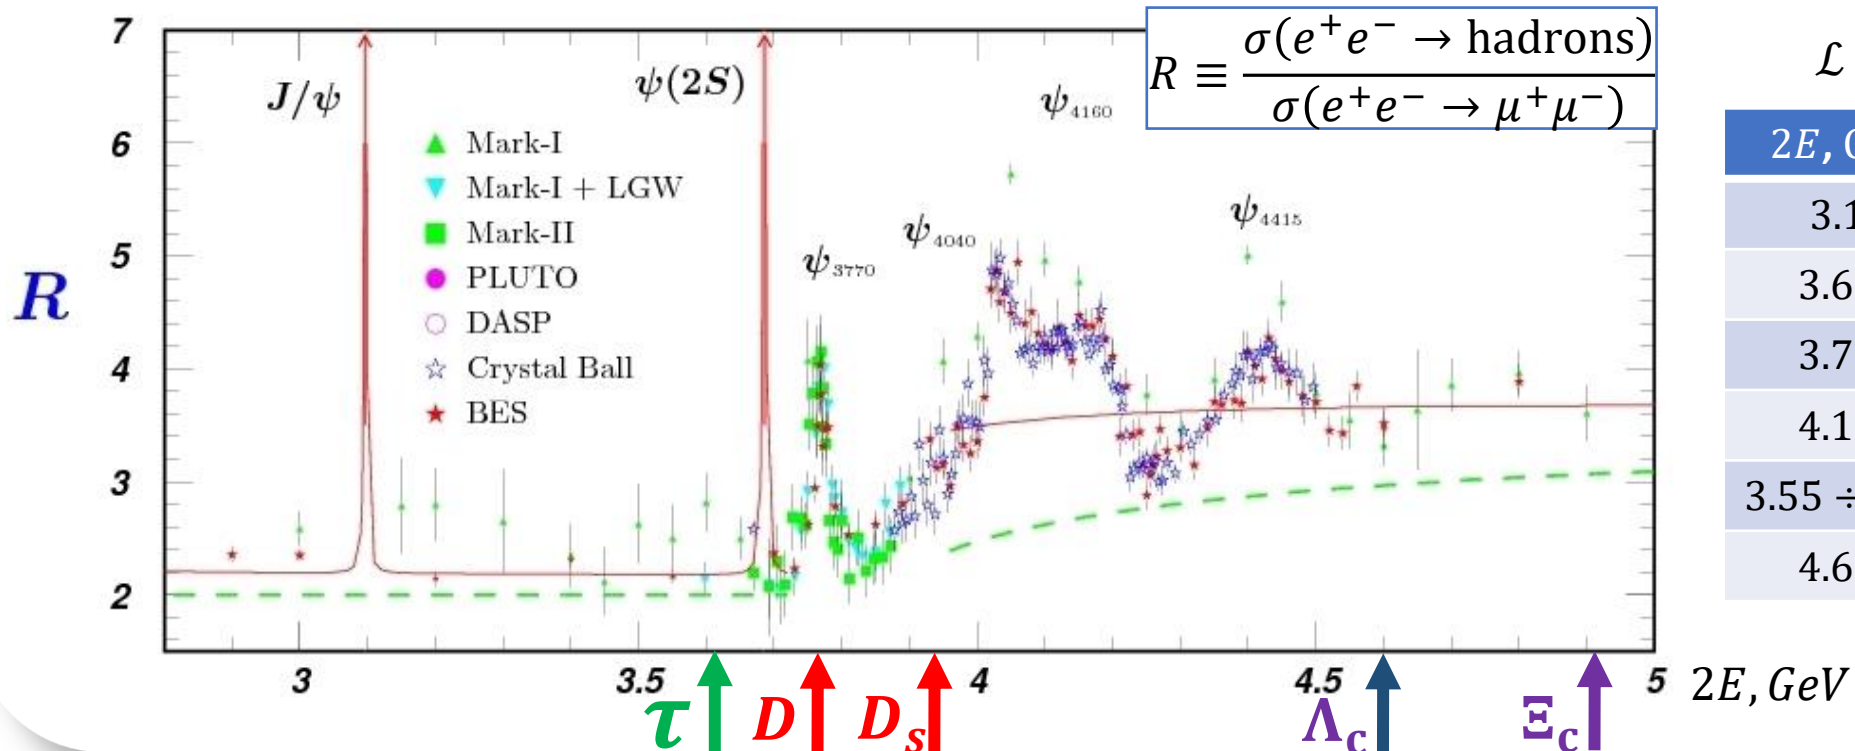 R ≡ σ(e⁺e⁻ → hadrons) / σ(e⁺e⁻ → μ⁺μ⁻)
7
6
5
4
3
2
R
J/ψ
ψ(2S)
ψ₄₁₆₀
ψ₃₇₇₀
ψ₄₀₄₀
ψ₄₄₁₅
Mark-I
Mark-I + LGW
Mark-II
PLUTO
DASP
Crystal Ball
BES
3
3.5
4
4.5
5
2E, GeV
τ
D
Dₛ
Λ_c
Ξ_c
ℒ
2E,
3.1
3.6
3.7
4.1
3.55 ÷
4.6